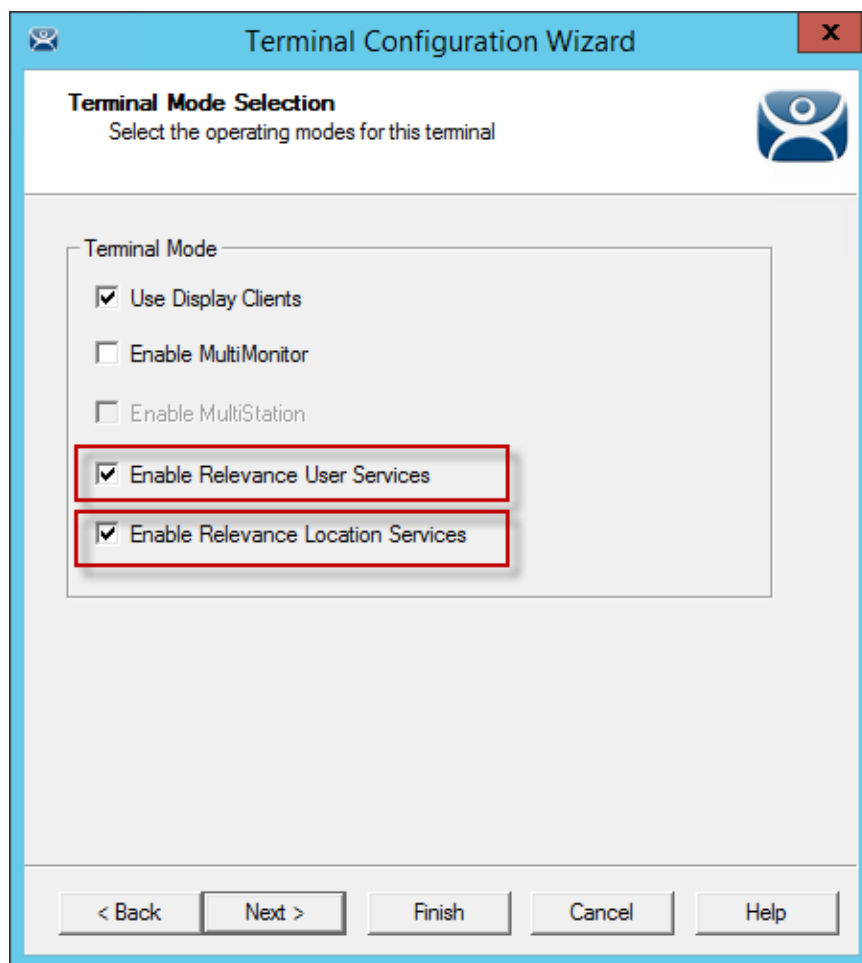 Terminal Configuration Wizard
x
Terminal Mode Selection
Select the operating modes for this terminal
Terminal Mode
Use Display Clients
Enable MultiMonitor
Enable MultiStation
Enable Relevance User Services
Enable Relevance Location Services
< Back Next > Finish Cancel Help